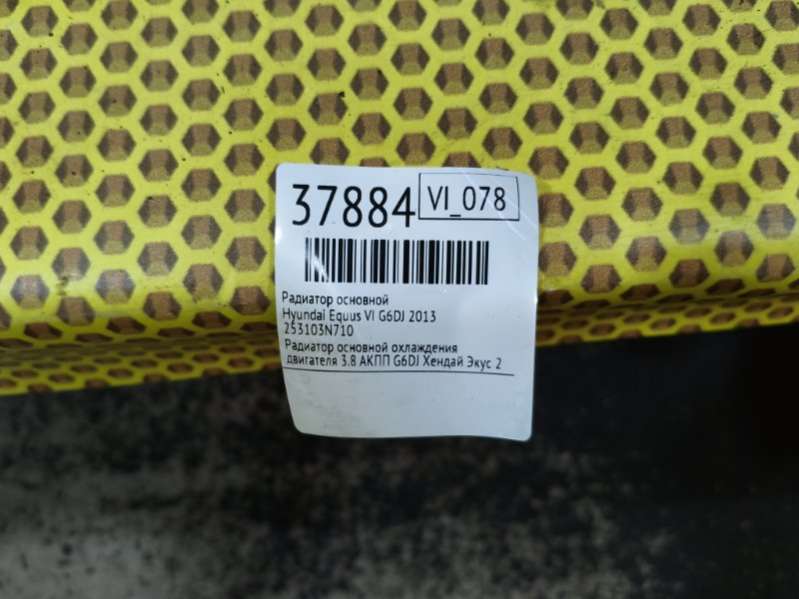 37884 VI_078
Радиатор основной
Hyundai Equus VI G6DJ 2013
253103N710
Радиатор основной охлаждения
двигателя 3.8 АКПП G6DJ Хендай Экус 2